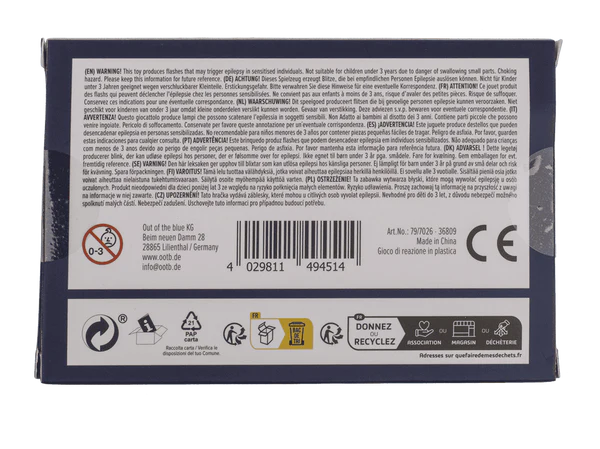 (EN) WARNING! This toy produces flashes that may trigger epilepsy in sensitised individuals. Not suitable for children under 3 years due to danger of swallowing small parts. Choking
hazard. Please keep this information for future reference. (DE) ACHTUNG! Dieses Spielzeug erzeugt Blitze, die bei empfindlichen Personen Epilepsie auslösen können. Nicht für Kinder
unter 3 Jahren geeignet wegen verschluckbarer Kleinteile. Erstickungsgefahr. Bitte verwahren Sie diese Hinweise für eine eventuelle Korrespondenz. (FR) ATTENTION! Ce jouet produit
des flashes qui peuvent déclencher l'épilepsie chez les personnes sensibilisées. Ne convient pas aux enfants à moins de 3 ans, risque d'inhaler des petites pièces. Risque de suffoquer.
Conservez ces indications pour une éventuelle correspondance. (NL) WAARSCHUWING! Dit speelgoed produceert flitsen die bij gevoelige personen epilepsie kunnen veroorzaken. Niet
geschikt voor kinderen van onder 3 jaar omdat kleine onderdelen verslikt kunnen worden. Verstikkingsgevaar. Deze adviezen s.v.p. bewaren voor eventuele correspondentie. (IT)
AVVERTENZA! Questo giocattolo produce lampi che possono scatenare l'epilessia in soggetti sensibili. Non Adatto ai bambini al disotto dei 3 anni. Contiene parti piccole che possono
essere ingerite. Pericolo di soffocamento. Conservare questi avvisi per eventuali corrispondenze. (ES) ¡ADVERTENCIA! Este juguete produce destellos que pueden
desencadenar epilepsia en personas sensibilizadas. No recomendable para niños menores de 3 años por contener piezas pequeñas fáciles de tragar. Peligro de asfixia. Por favor, guarden
estas indicaciones para cualquier consulta. (PT) ADVERTÊNCIA! Este brinquedo produz flashes que podem desencadear epilepsia em indivíduos sensibilizados. Não adequado para crianças
com menos de 3 anos devido ao perigo de engolir peças pequenas. Perigo de asfixia. Por favor mantenha esta informação para referência futura. (DK) ADVARSEL! Dette legetøj
producerer blink, der kan udløse epilepsi hos personer, der er følsomme over for epilepsi. Ikke egnet til børn under 3 år pga. smådele. Fare for kvælning. Gem emballagen for evt.
fremtidig reference. (SE) VARNING! Den här leksaken ger upphov till blixtar som kan utlösa epilepsi hos känsliga personer. Ej lämplig för barn under 3 år på grund av små delar och risk
för kvävning. Spara förpackningen. (FI) VAROITUS! Tämä lelu tuottaa välähdyksiä, jotka voivat aiheuttaa epilepsiaa herkillä henkilöillä. Ei sovellu alle 3 vuotiaille. Sisältää pieniä osia jotka
voivat aiheuttaa nielaistuna tukehtumisvaaran. Säilytä osoite myöhempää käyttöä varten. (PL) OSTRZEŻENIE! Ta zabawka wytwarza błyski, które mogą wywołać epilepsję u osób
uczulonych. Produkt nieodpowiedni dla dzieci poniżej lat 3 ze względu na ryzyko połknięcia małych elementów. Ryzyko udławienia. Proszę zachowaj tą informację na przyszłość w uwagi
na informacje w niej zawarte. (CZ) UPOZERNĚNÍ! Tato hračka vydává záblesky, které mohou u citlivých osob vyvolat epilepsii. Nevhodné pro děti do 3 let, z důvodu nebezpečí možného
spolknutí malých částí. Nebezpečí zadušení. Uschovejte tuto informaci pro případnou budoucí potřebu.
0-3
Out of the blue KG
Beim neuen Damm 28
28865 Lilienthal / Germany
www.ootb.de
info@ootb.de
4 029811 494514
Art.No.: 79/7026 - 36809
Made in China
Gioco di reazione in plastica
CE
®
21
PAP
carta
Raccolta carta / Verifica le
disposizioni del tuo Comune.
FR
BAC
DE
TRI
FR
DONNEZ
OU
RECYCLEZ
ASSOCIATION
OU
MAGASIN
OU
DÉCHÈTERIE
Adresses sur quefairedemesdechets.fr